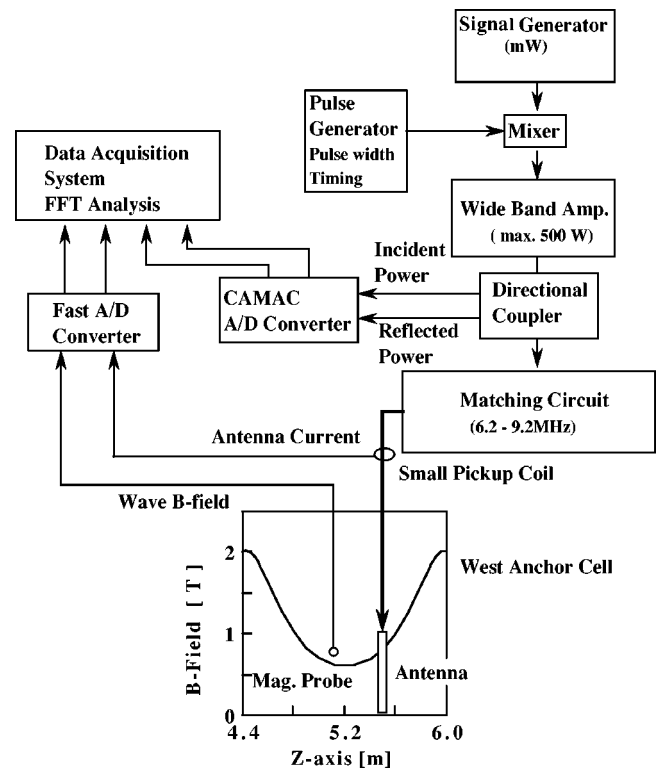 Signal Generator
(mW)
Pulse
Generator
Pulse width
Timing
Mixer
Data Acquisition
System
FFT Analysis
Wide Band Amp.
( max. 500 W)
Incident
Power
Directional
Coupler
CAMAC
A/D Converter
Fast A/D
Converter
Reflected
Power
Matching Circuit
(6.2 - 9.2MHz)
Antenna Current
Small Pickup Coil
Wave B-field
West Anchor Cell
B-Field [ T ]
2
1
0
Mag. Probe
Antenna
4.4
5.2
6.0
Z-axis [m]